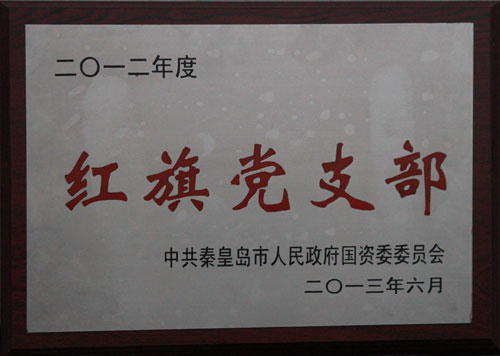 二〇一二年度
红旗党支部
中共秦皇岛市人民政府国资委委员会
二〇一三年六月